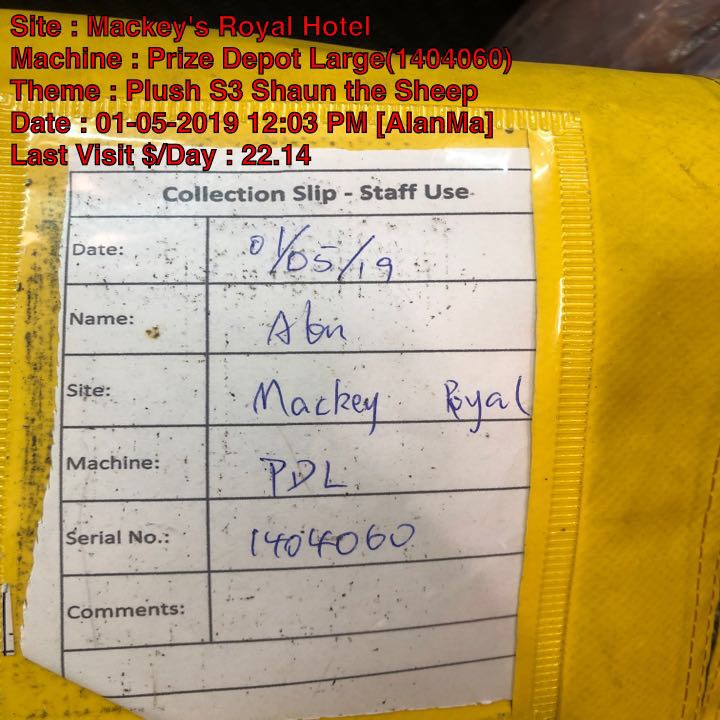 Site : Mackey's Royal Hotel
Machine : Prize Depot Large(1404060)
Theme : Plush S3 Shaun the Sheep
Date : 01-05-2019 12:03 PM [AlanMa]
Last Visit $/Day : 22.14
Collection Slip - Staff Use
Date: 01/05/19
Name: Alan
Site: Mackey Royal
Machine: PDL
Serial No.: 1404060
Comments: